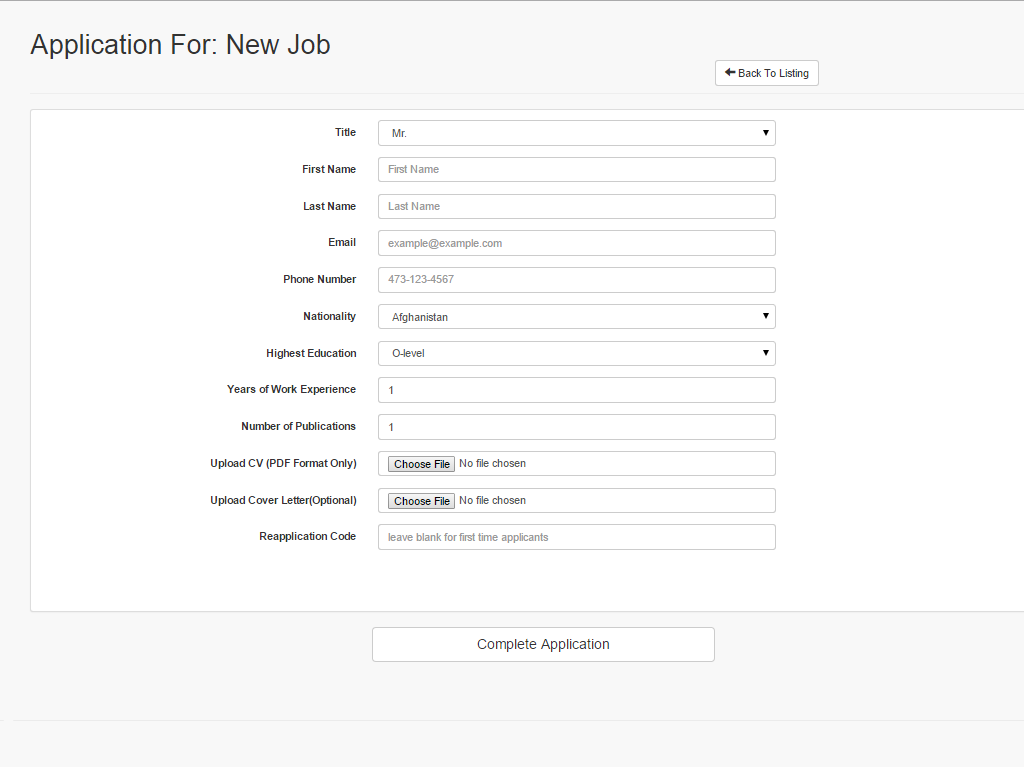 Application For: New Job
Back To Listing
Title Mr.
First Name First Name
Last Name Last Name
Email example@example.com
Phone Number 473-123-4567
Nationality Afghanistan
Highest Education O-level
Years of Work Experience 1
Number of Publications 1
Upload CV (PDF Format Only) Choose File No file chosen
Upload Cover Letter(Optional) Choose File No file chosen
Reapplication Code leave blank for first time applicants
Complete Application